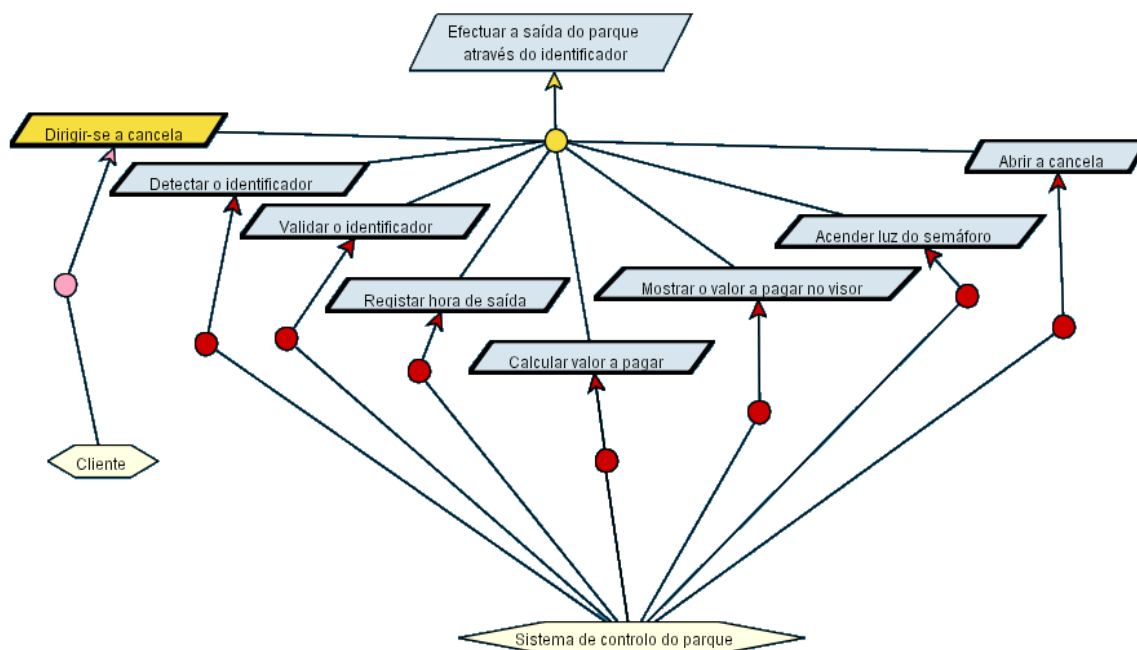 Efectuar a saída do parque
através do identificador
Dirigir-se a cancela
Abrir a cancela
Detectar o identificador
Validar o identificador
Acender luz do semáforo
Registar hora de saída
Mostrar o valor a pagar no visor
Calcular valor a pagar
Cliente
Sistema de controlo do parque